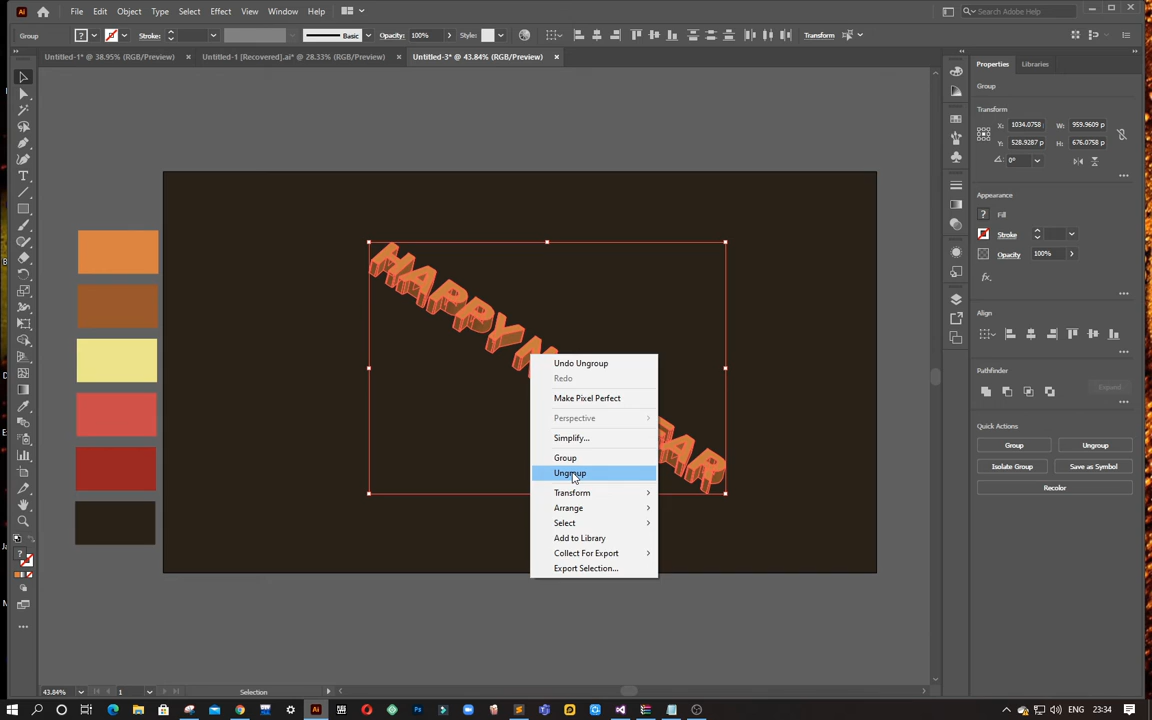 Ai File Edit Object Type Select Effect View Window Help Search Adobe Help
Group Stroke: Basic Opacity: 100% Style: Transform
Untitled-1* @ 38.95% (RGB/Preview) × Untitled-1 [Recovered].ai* @ 28.33% (RGB/Preview) × Untitled-3* @ 43.84% (RGB/Preview) ×
Properties Libraries
Group
Transform
X: 1034.0758 W: 959.9609 p
Y: 528.9287 p H: 676.0758 p
0°
Appearance
? Fill
Stroke
Opacity 100%
fx.
Align
Pathfinder
Expand
Quick Actions
Group Ungroup
Isolate Group Save as Symbol
Recolor
HAPPY N AR
Undo Ungroup
Redo
Make Pixel Perfect
Perspective
Simplify...
Group
Ungroup
Transform
Arrange
Select
Add to Library
Collect For Export
Export Selection...
43.84% 1 Selection
23:34